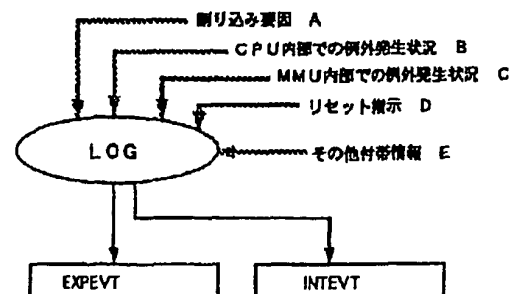 割り込み要因 A
CPU内部での例外発生状況 B
MMU内部での例外発生状況 C
リセット指示 D
LOG
その他付帯情報 E
EXPEVT
INTEVT